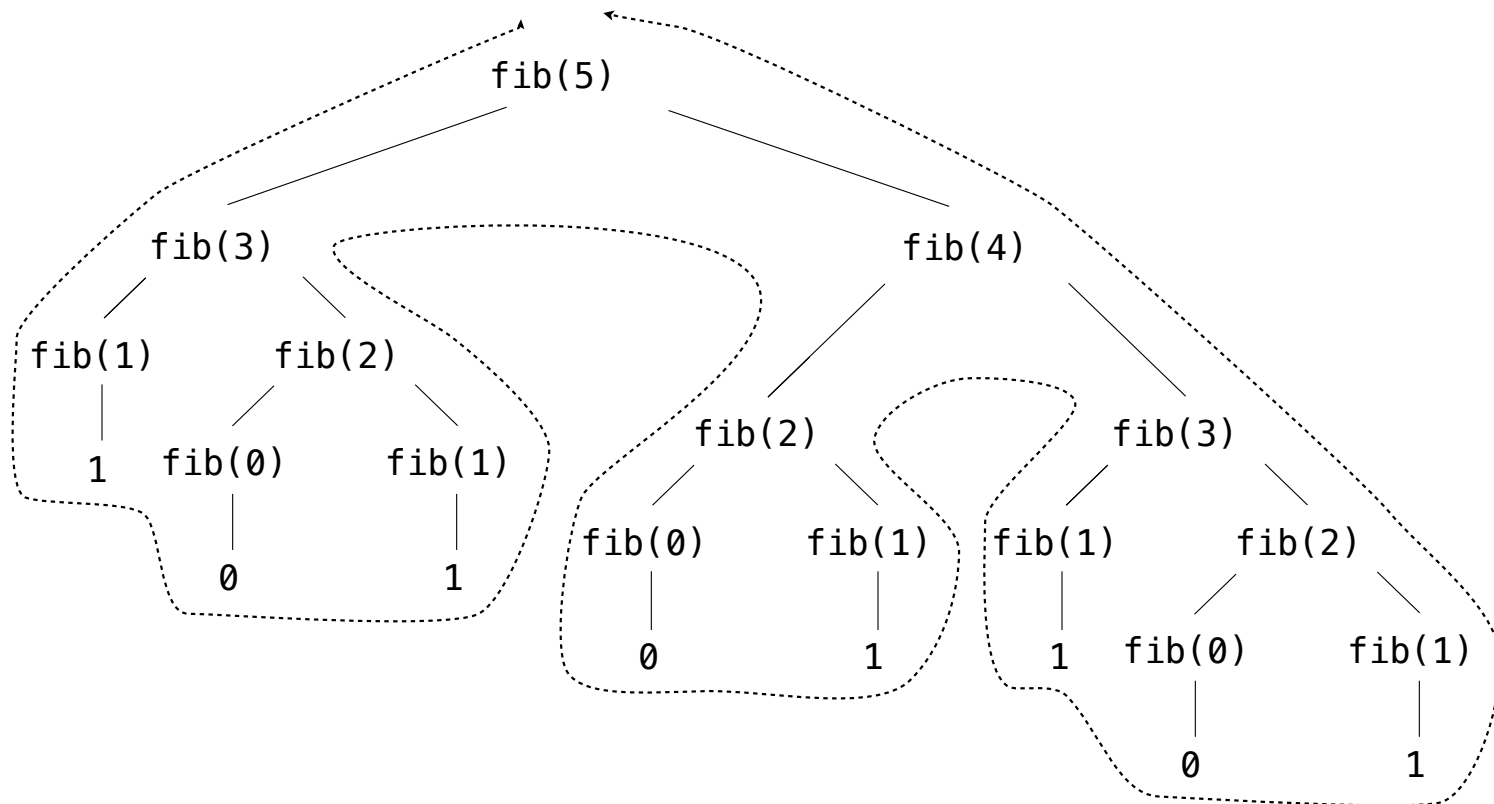 fib(5)
fib(3) fib(4)
fib(1) fib(2)
fib(2) fib(3)
1 fib(0) fib(1)
fib(0) fib(1) fib(1) fib(2)
0 1
0 1 1 fib(0) fib(1)
0 1